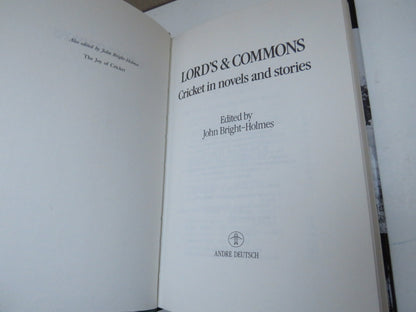 Also edited by John Bright-Holmes
The Joy of Cricket
LORD'S & COMMONS
Cricket in novels and stories
Edited by
John Bright-Holmes
ANDRE DEUTSCH